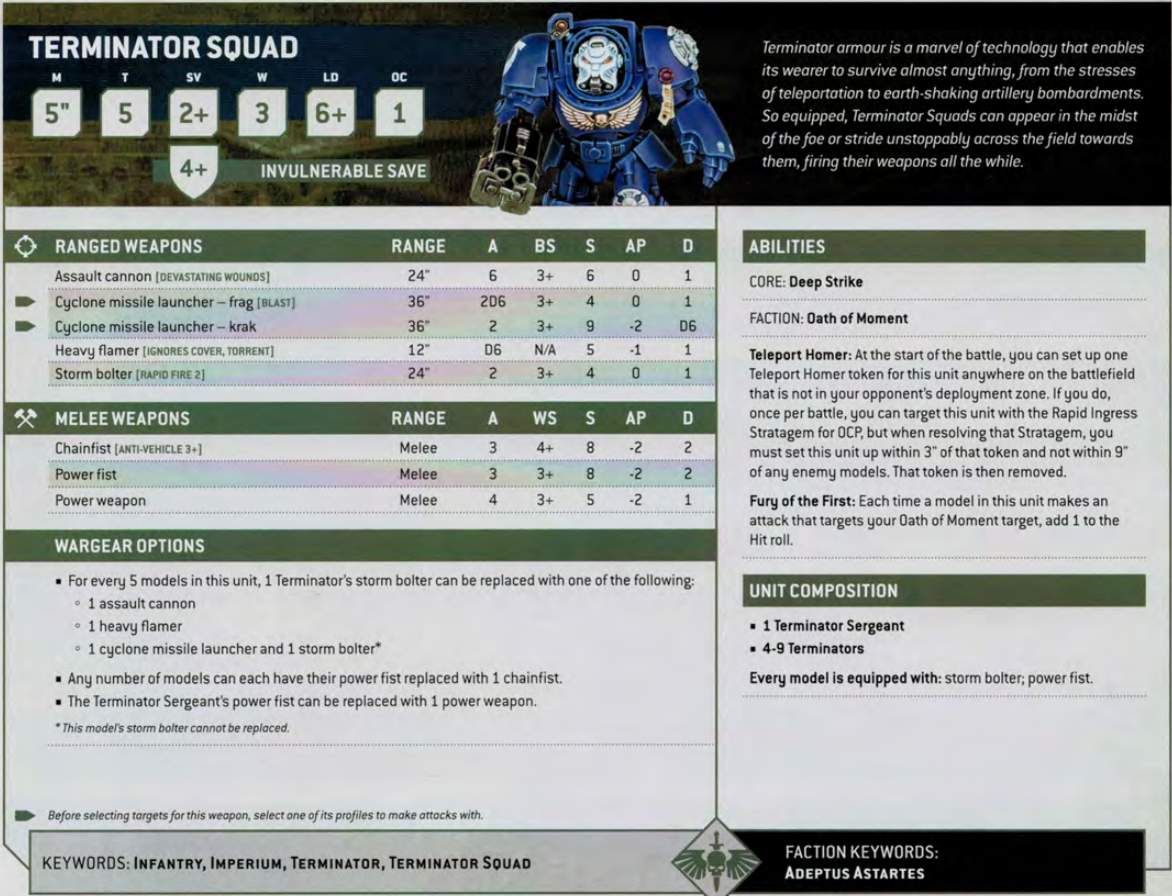 TERMINATOR SQUAD
M T SV W LD OC
5" 5 2+ 3 6+ 1
4+ INVULNERABLE SAVE
Terminator armour is a marvel of technology that enables
its wearer to survive almost anything, from the stresses
of teleportation to earth-shaking artillery bombardments.
So equipped, Terminator Squads can appear in the midst
of the foe or stride unstoppably across the field towards
them, firing their weapons all the while.
RANGED WEAPONS RANGE A BS S AP D
Assault cannon [DEVASTATING WOUNDS] 24" 6 3+ 6 0 1
Cyclone missile launcher – frag [BLAST] 36" 2D6 3+ 4 0 1
Cyclone missile launcher – krak 36" 2 3+ 9 -2 D6
Heavy flamer [IGNORES COVER, TORRENT] 12" D6 N/A 5 -1 1
Storm bolter [RAPID FIRE 2] 24" 2 3+ 4 0 1
MELEE WEAPONS RANGE A WS S AP D
Chainfist [ANTI-VEHICLE 3+] Melee 3 4+ 8 -2 2
Power fist Melee 3 3+ 8 -2 2
Power weapon Melee 4 3+ 5 -2 1
WARGEAR OPTIONS
▪ For every 5 models in this unit, 1 Terminator's storm bolter can be replaced with one of the following:
◦ 1 assault cannon
◦ 1 heavy flamer
◦ 1 cyclone missile launcher and 1 storm bolter*
▪ Any number of models can each have their power fist replaced with 1 chainfist.
▪ The Terminator Sergeant's power fist can be replaced with 1 power weapon.
* This model's storm bolter cannot be replaced.
Before selecting targets for this weapon, select one of its profiles to make attacks with.
ABILITIES
CORE: Deep Strike
FACTION: Oath of Moment
Teleport Homer: At the start of the battle, you can set up one
Teleport Homer token for this unit anywhere on the battlefield
that is not in your opponent's deployment zone. If you do,
once per battle, you can target this unit with the Rapid Ingress
Stratagem for 0CP, but when resolving that Stratagem, you
must set this unit up within 3" of that token and not within 9"
of any enemy models. That token is then removed.
Fury of the First: Each time a model in this unit makes an
attack that targets your Oath of Moment target, add 1 to the
Hit roll.
UNIT COMPOSITION
▪ 1 Terminator Sergeant
▪ 4-9 Terminators
Every model is equipped with: storm bolter; power fist.
KEYWORDS: INFANTRY, IMPERIUM, TERMINATOR, TERMINATOR SQUAD
FACTION KEYWORDS:
ADEPTUS ASTARTES